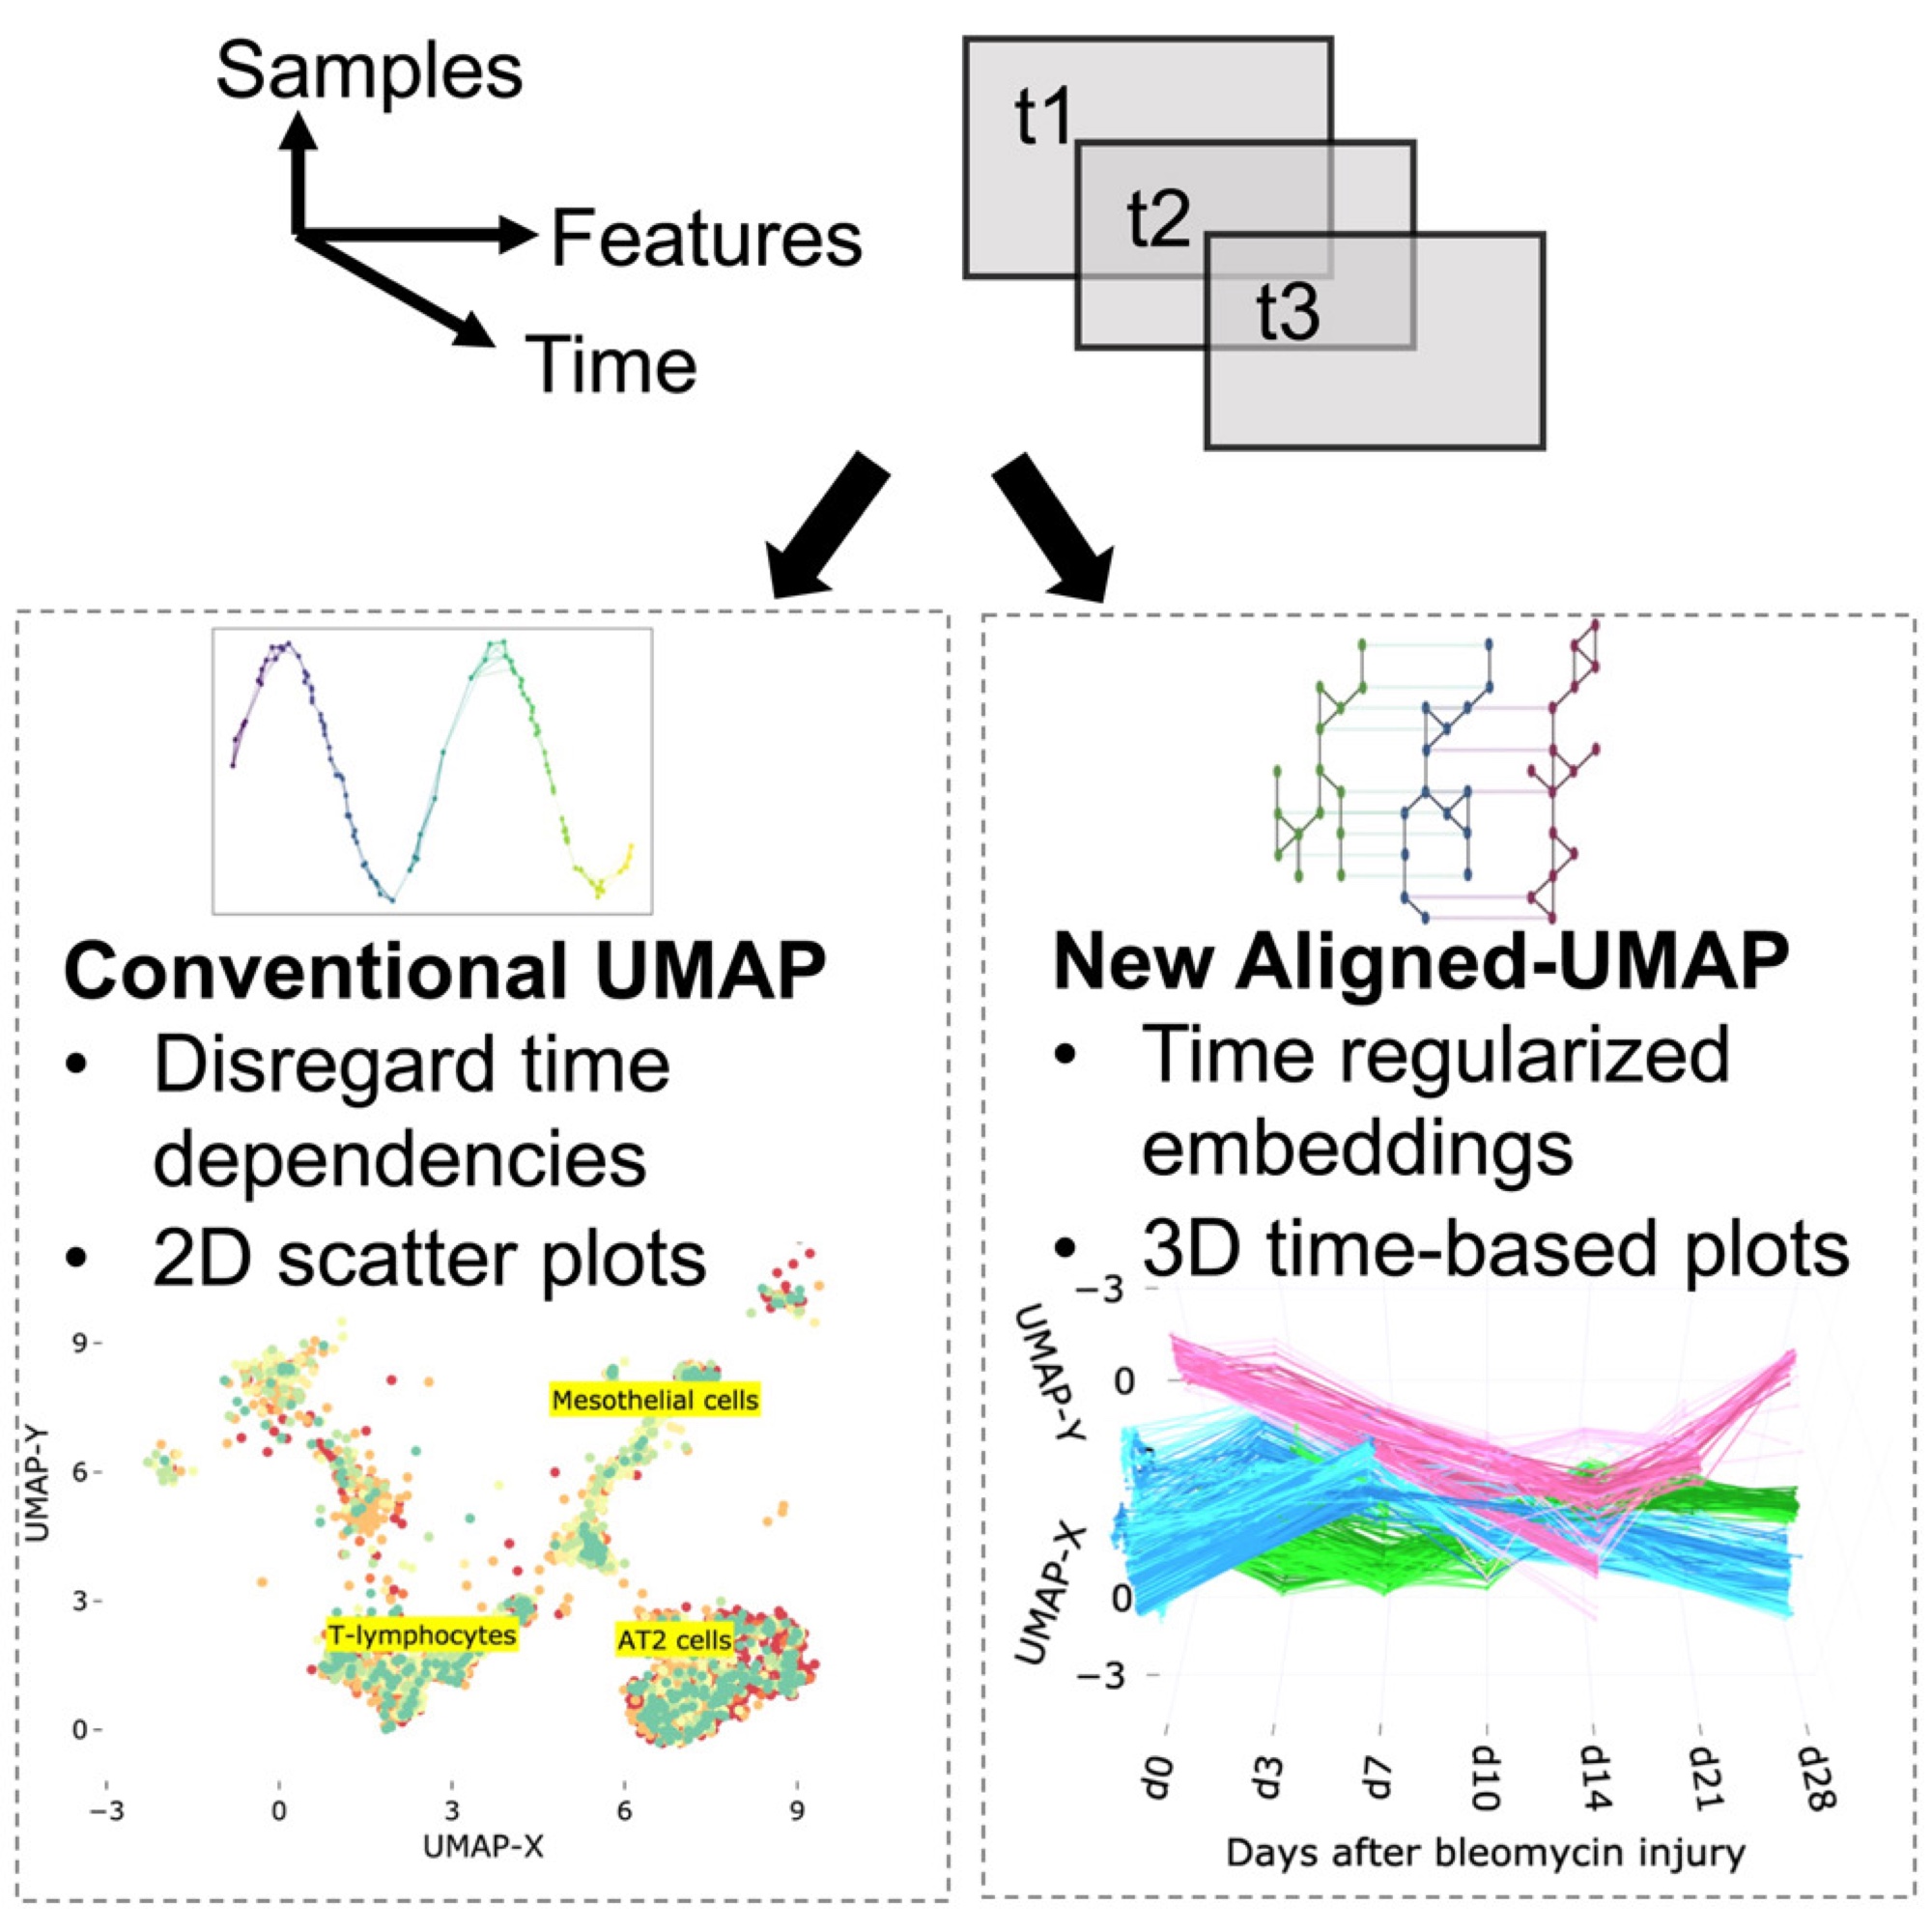 Samples
Features
Time
t1
t2
t3
Conventional UMAP
• Disregard time
dependencies
• 2D scatter plots
9
6
3
0
UMAP-Y
Mesothelial cells
T-lymphocytes
AT2 cells
−3 0 3 6 9
UMAP-X
New Aligned-UMAP
• Time regularized
embeddings
• 3D time-based plots
−3
0
UMAP-Y
0
−3
UMAP-X
d0 d3 d7 d10 d14 d21 d28
Days after bleomycin injury